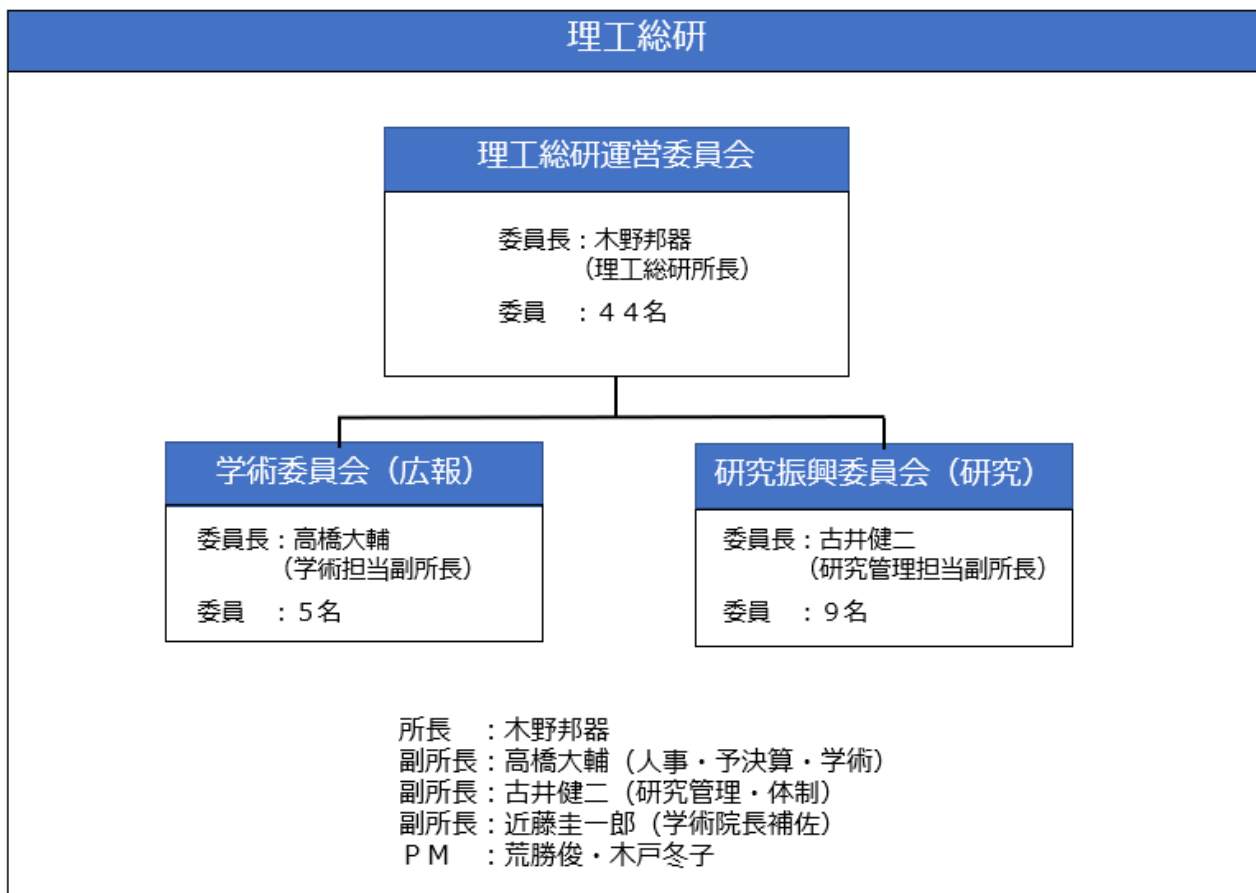 理工総研
理工総研運営委員会
委員長：木野邦器
（理工総研所長）
委員　：４４名
学術委員会（広報）
委員長：高橋大輔
（学術担当副所長）
委員　：５名
研究振興委員会（研究）
委員長：古井健二
（研究管理担当副所長）
委員　：９名
所長　：木野邦器
副所長：高橋大輔（人事・予決算・学術）
副所長：古井健二（研究管理・体制）
副所長：近藤圭一郎（学術院長補佐）
ＰＭ　：荒勝俊・木戸冬子